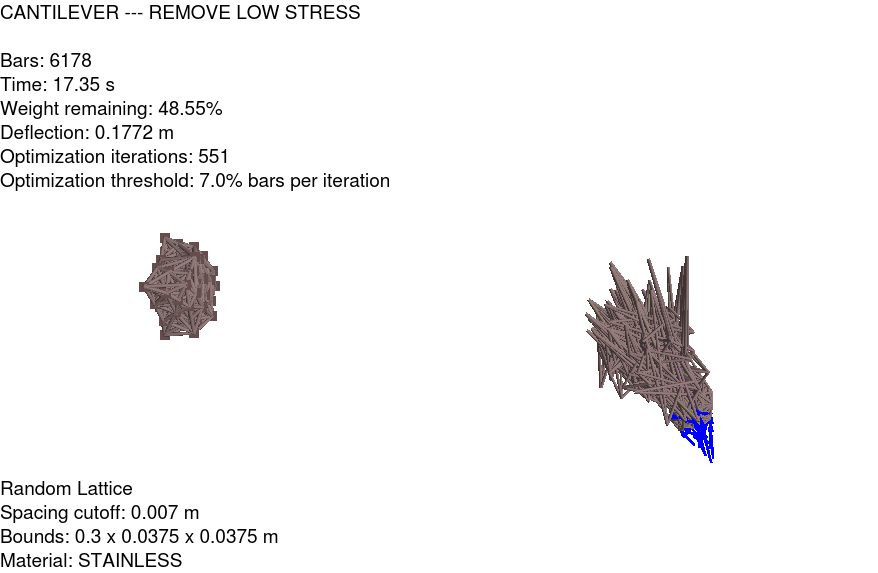 CANTILEVER --- REMOVE LOW STRESS
Bars: 6178
Time: 17.35 s
Weight remaining: 48.55%
Deflection: 0.1772 m
Optimization iterations: 551
Optimization threshold: 7.0% bars per iteration
Random Lattice
Spacing cutoff: 0.007 m
Bounds: 0.3 x 0.0375 x 0.0375 m
Material: STAINLESS